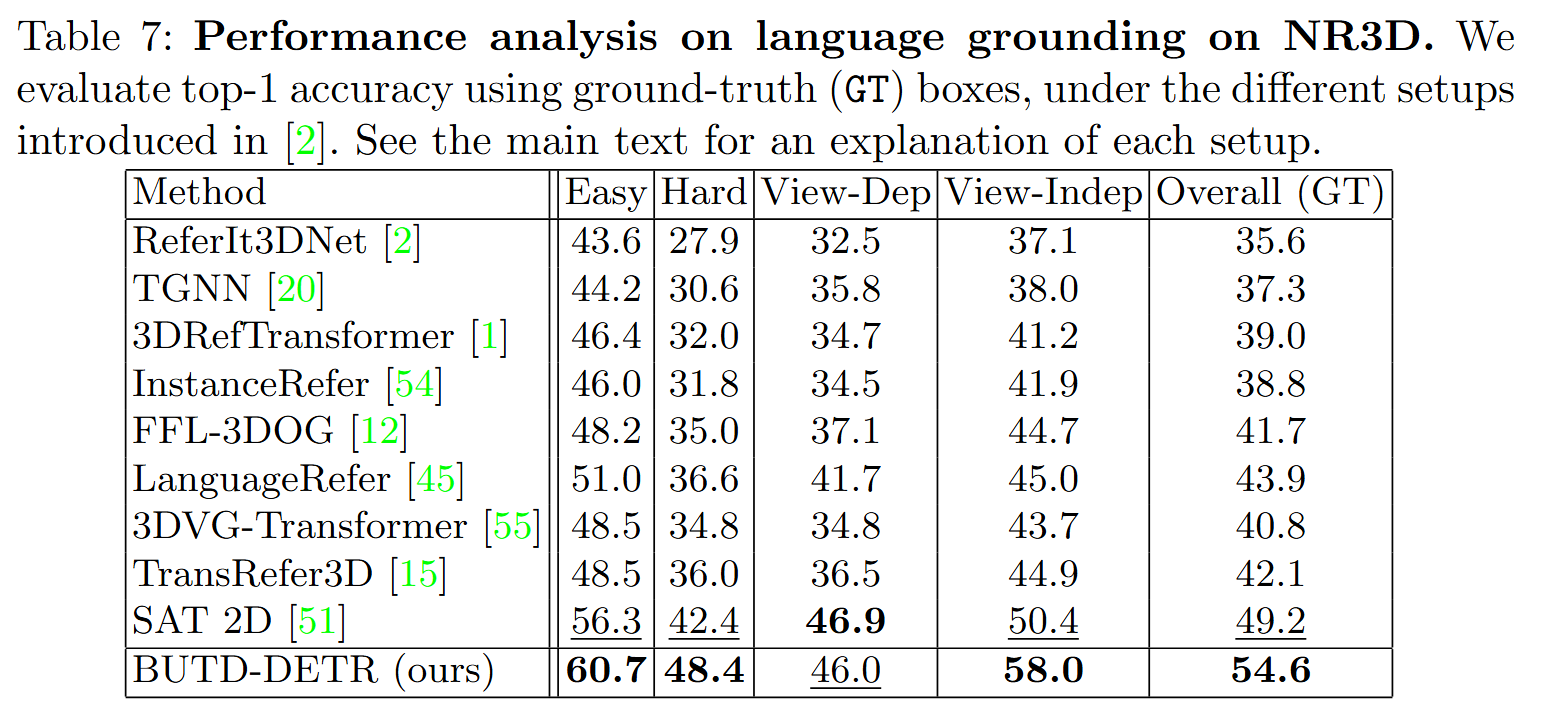 Table 7: Performance analysis on language grounding on NR3D. We
evaluate top-1 accuracy using ground-truth (GT) boxes, under the different setups
introduced in [2]. See the main text for an explanation of each setup.
Method Easy Hard View-Dep View-Indep Overall (GT)
ReferIt3DNet [2] 43.6 27.9 32.5 37.1 35.6
TGNN [20] 44.2 30.6 35.8 38.0 37.3
3DRefTransformer [1] 46.4 32.0 34.7 41.2 39.0
InstanceRefer [54] 46.0 31.8 34.5 41.9 38.8
FFL-3DOG [12] 48.2 35.0 37.1 44.7 41.7
LanguageRefer [45] 51.0 36.6 41.7 45.0 43.9
3DVG-Transformer [55] 48.5 34.8 34.8 43.7 40.8
TransRefer3D [15] 48.5 36.0 36.5 44.9 42.1
SAT 2D [51] 56.3 42.4 46.9 50.4 49.2
BUTD-DETR (ours) 60.7 48.4 46.0 58.0 54.6